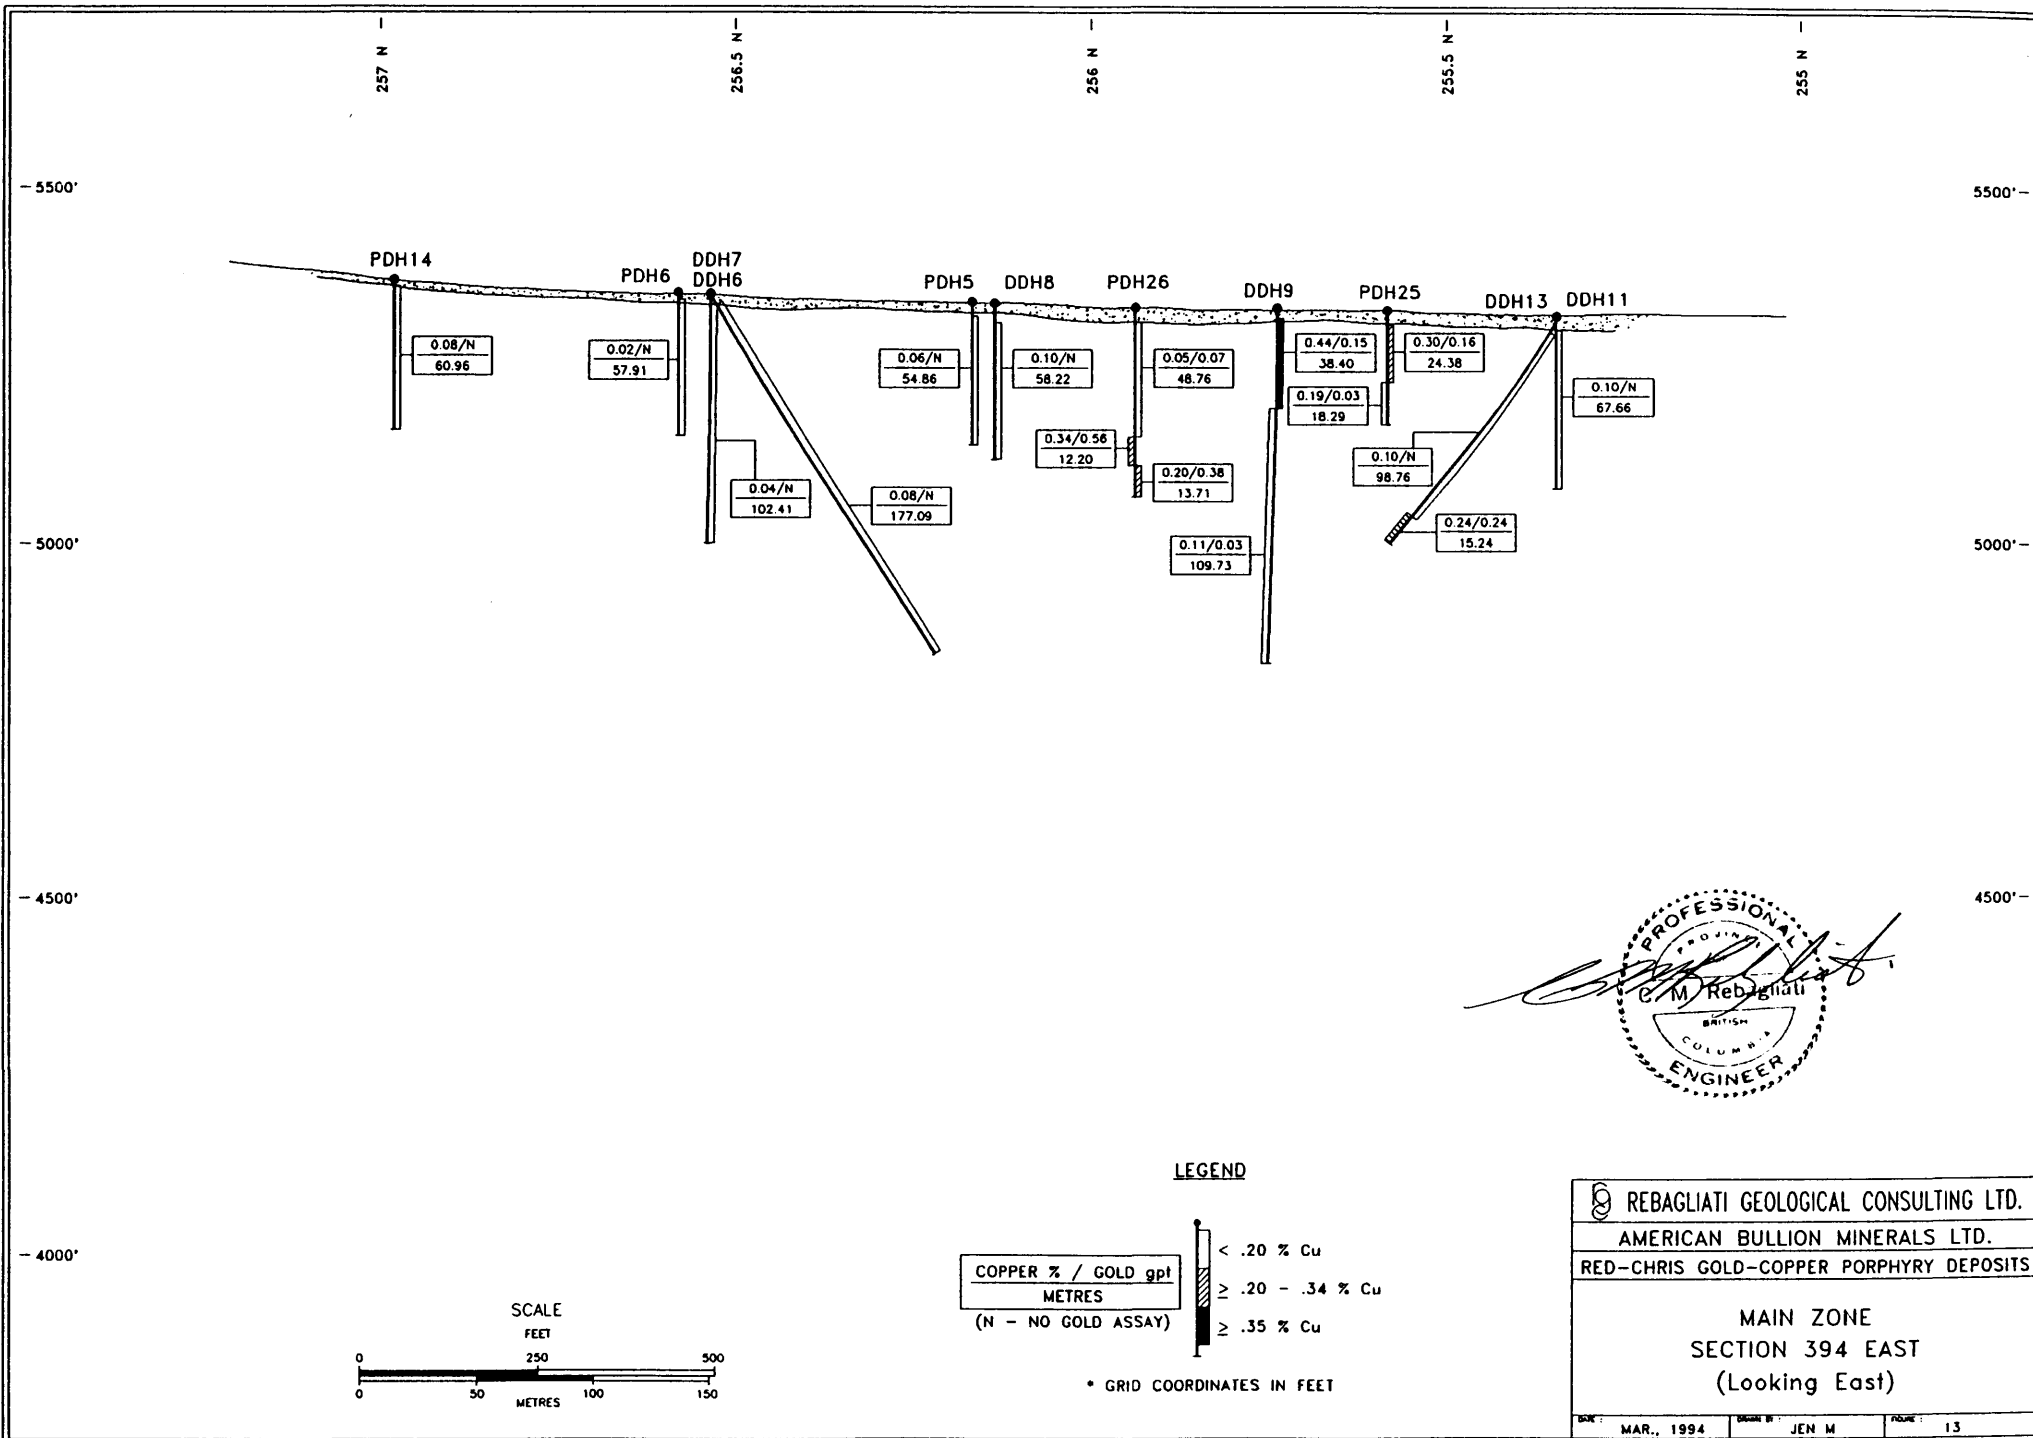 257 N
256.5 N
256 N
255.5 N
255 N
5500'
5500'
PDH14
PDH6
DDH7
DDH6
PDH5
DDH8
PDH26
DDH9
PDH25
DDH13
DDH11
0.08/N
60.96
0.02/N
57.91
0.06/N
54.86
0.10/N
58.22
0.05/0.07
48.76
0.44/0.15
38.40
0.30/0.16
24.38
0.19/0.03
18.29
0.10/N
67.66
0.34/0.56
12.20
0.20/0.38
13.71
0.10/N
98.76
0.04/N
102.41
0.08/N
177.09
0.11/0.03
109.73
0.24/0.24
15.24
5000'
5000'
4500'
4500'
4000'
PROFESSIONAL
C. M. Rebagliati
BRITISH
COLUMBIA
ENGINEER
LEGEND
COPPER % / GOLD gpt
METRES
(N - NO GOLD ASSAY)
< .20 % Cu
≥ .20 - .34 % Cu
≥ .35 % Cu
* GRID COORDINATES IN FEET
SCALE
FEET
0 250 500
0 50 100 150
METRES
REBAGLIATI GEOLOGICAL CONSULTING LTD.
AMERICAN BULLION MINERALS LTD.
RED-CHRIS GOLD-COPPER PORPHYRY DEPOSITS
MAIN ZONE
SECTION 394 EAST
(Looking East)
DATE : MAR., 1994
DRAWN BY : JEN M
FIGURE : 13